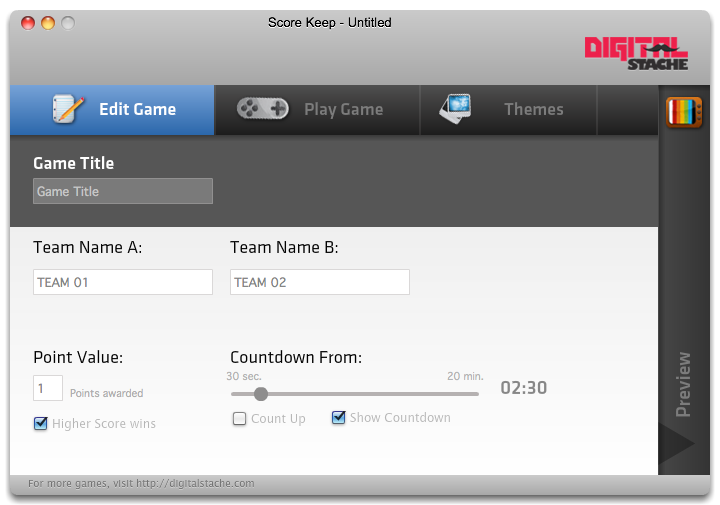 Score Keep - Untitled
DIGITAL
STACHE
Edit Game
Play Game
Themes
Game Title
Game Title
Team Name A:
Team Name B:
TEAM 01
TEAM 02
Point Value:
Countdown From:
30 sec.
20 min.
1
Points awarded
02:30
Higher Score wins
Count Up
Show Countdown
Preview
For more games, visit http://digitalstache.com